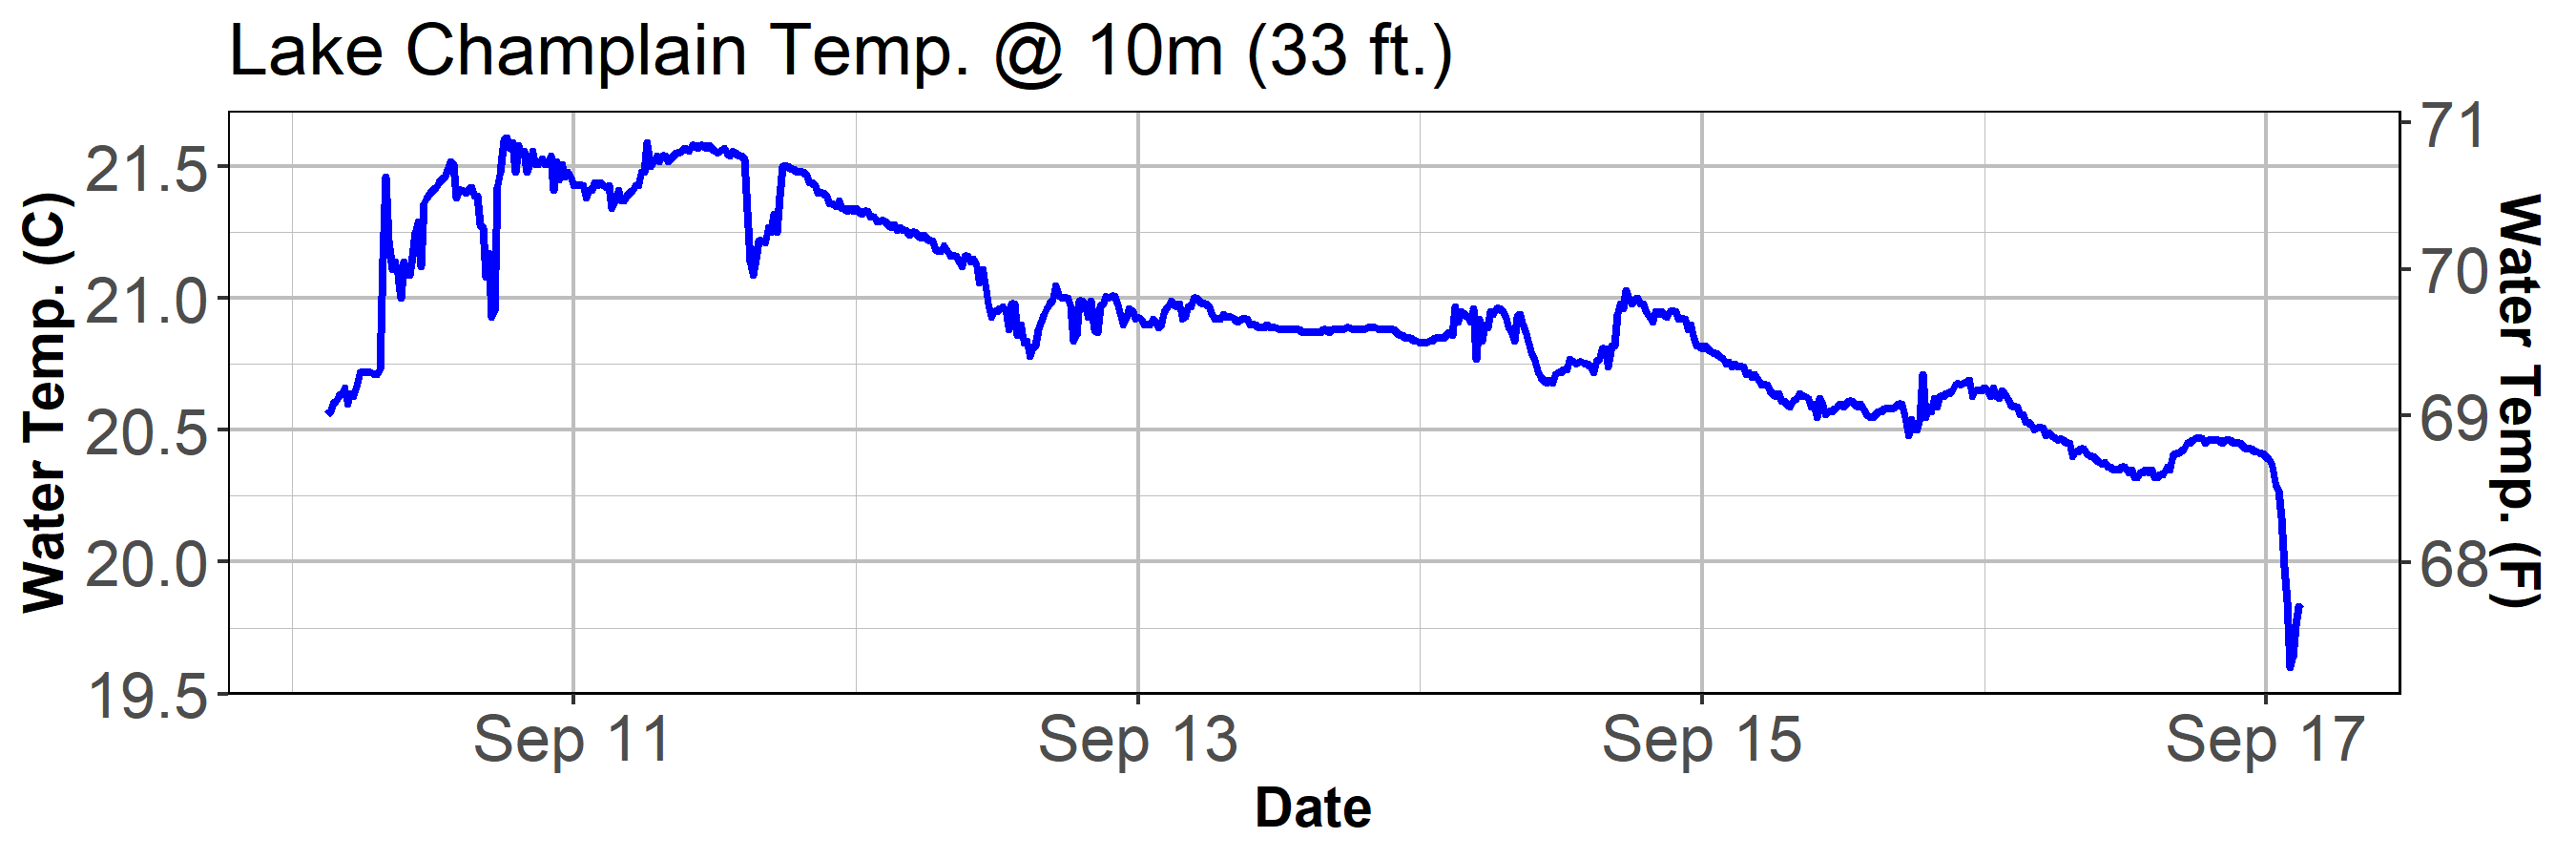 Lake Champlain Temp. @ 10m (33 ft.)
Water Temp. (C)
21.5
21.0
20.5
20.0
19.5
71
70
69
68
Water Temp. (F)
Sep 11 Sep 13 Sep 15 Sep 17
Date